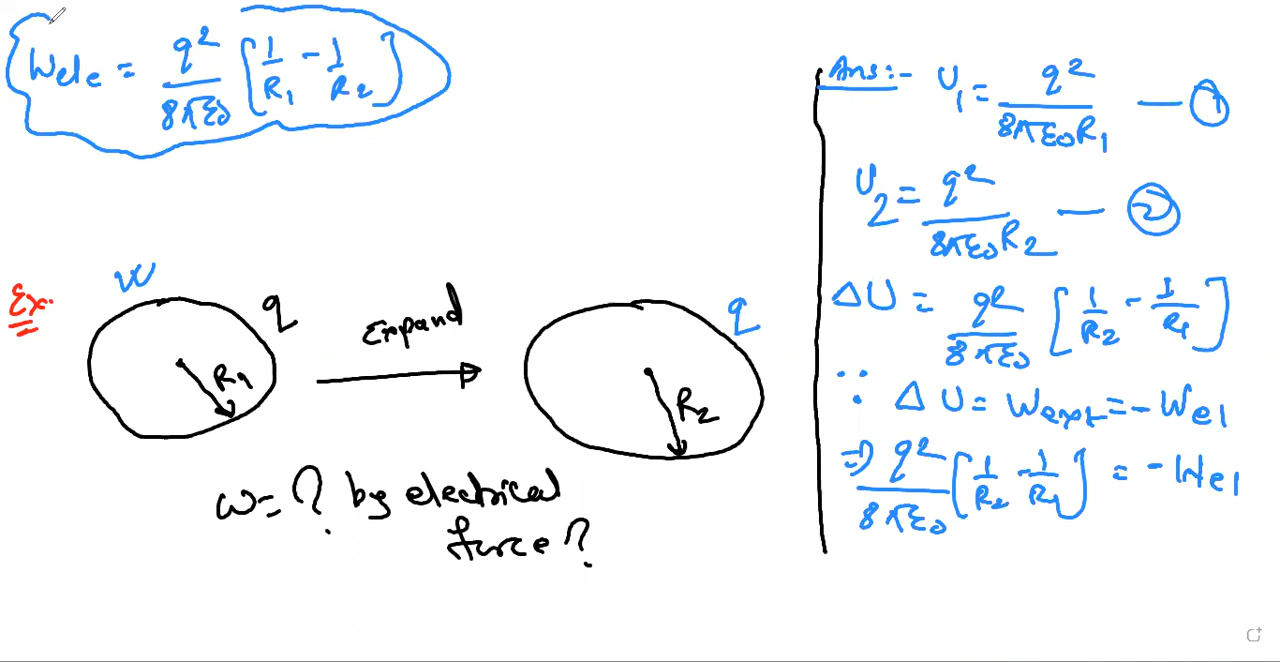 Wele = q²/8πε₀ [1/R₁ - 1/R₂]
Ex.
W
q
R₁
Expand
q
R₂
w = ? by electrical
force?
Ans:- U₁ = q²/8πε₀R₁ — ①
U₂ = q²/8πε₀R₂ — ②
ΔU = q²/8πε₀ [1/R₂ - 1/R₁]
∵ ΔU = Wext = -Wel
⇒ q²/8πε₀ [1/R₂ - 1/R₁] = -Wel